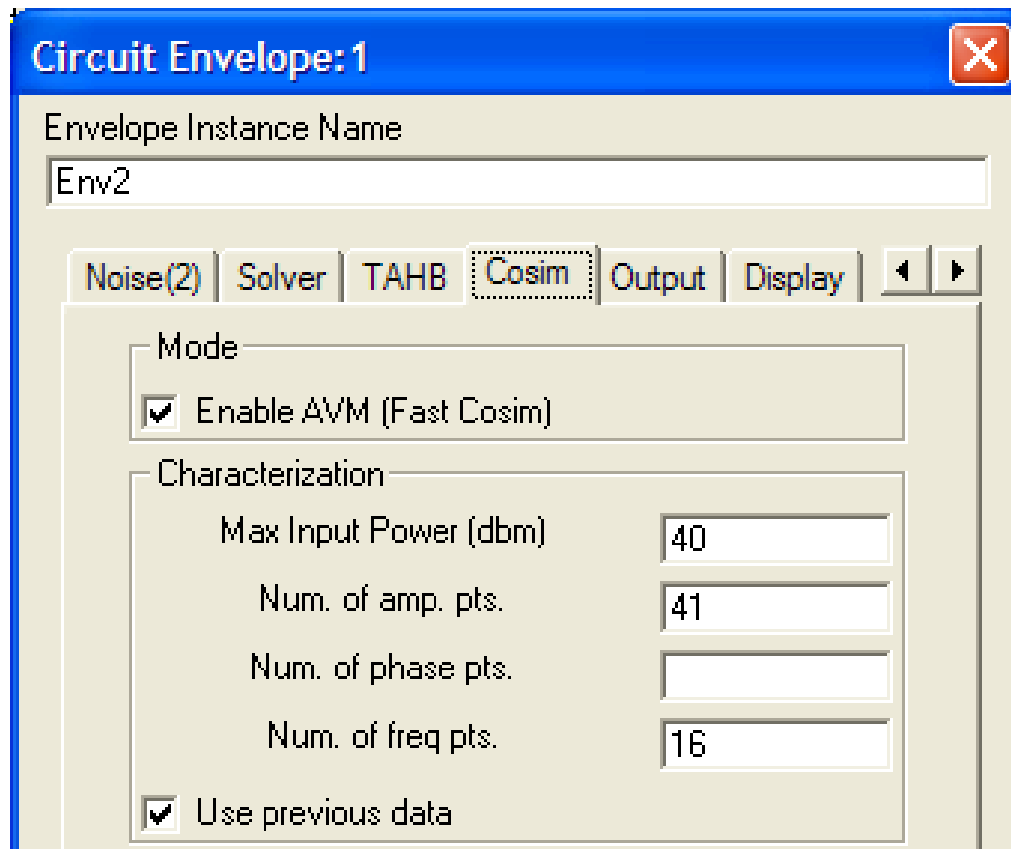 Circuit Envelope:1
Envelope Instance Name
Env2
Noise(2) Solver TAHB Cosim Output Display
Mode
Enable AVM (Fast Cosim)
Characterization
Max Input Power (dbm) 40
Num. of amp. pts. 41
Num. of phase pts.
Num. of freq pts. 16
Use previous data